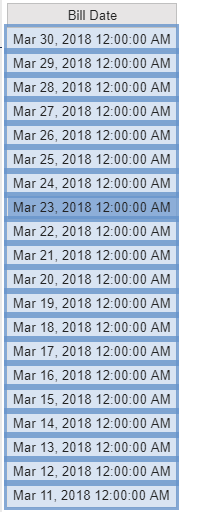 Bill Date
Mar 30, 2018 12:00:00 AM
Mar 29, 2018 12:00:00 AM
Mar 28, 2018 12:00:00 AM
Mar 27, 2018 12:00:00 AM
Mar 26, 2018 12:00:00 AM
Mar 25, 2018 12:00:00 AM
Mar 24, 2018 12:00:00 AM
Mar 23, 2018 12:00:00 AM
Mar 22, 2018 12:00:00 AM
Mar 21, 2018 12:00:00 AM
Mar 20, 2018 12:00:00 AM
Mar 19, 2018 12:00:00 AM
Mar 18, 2018 12:00:00 AM
Mar 17, 2018 12:00:00 AM
Mar 16, 2018 12:00:00 AM
Mar 15, 2018 12:00:00 AM
Mar 14, 2018 12:00:00 AM
Mar 13, 2018 12:00:00 AM
Mar 12, 2018 12:00:00 AM
Mar 11, 2018 12:00:00 AM